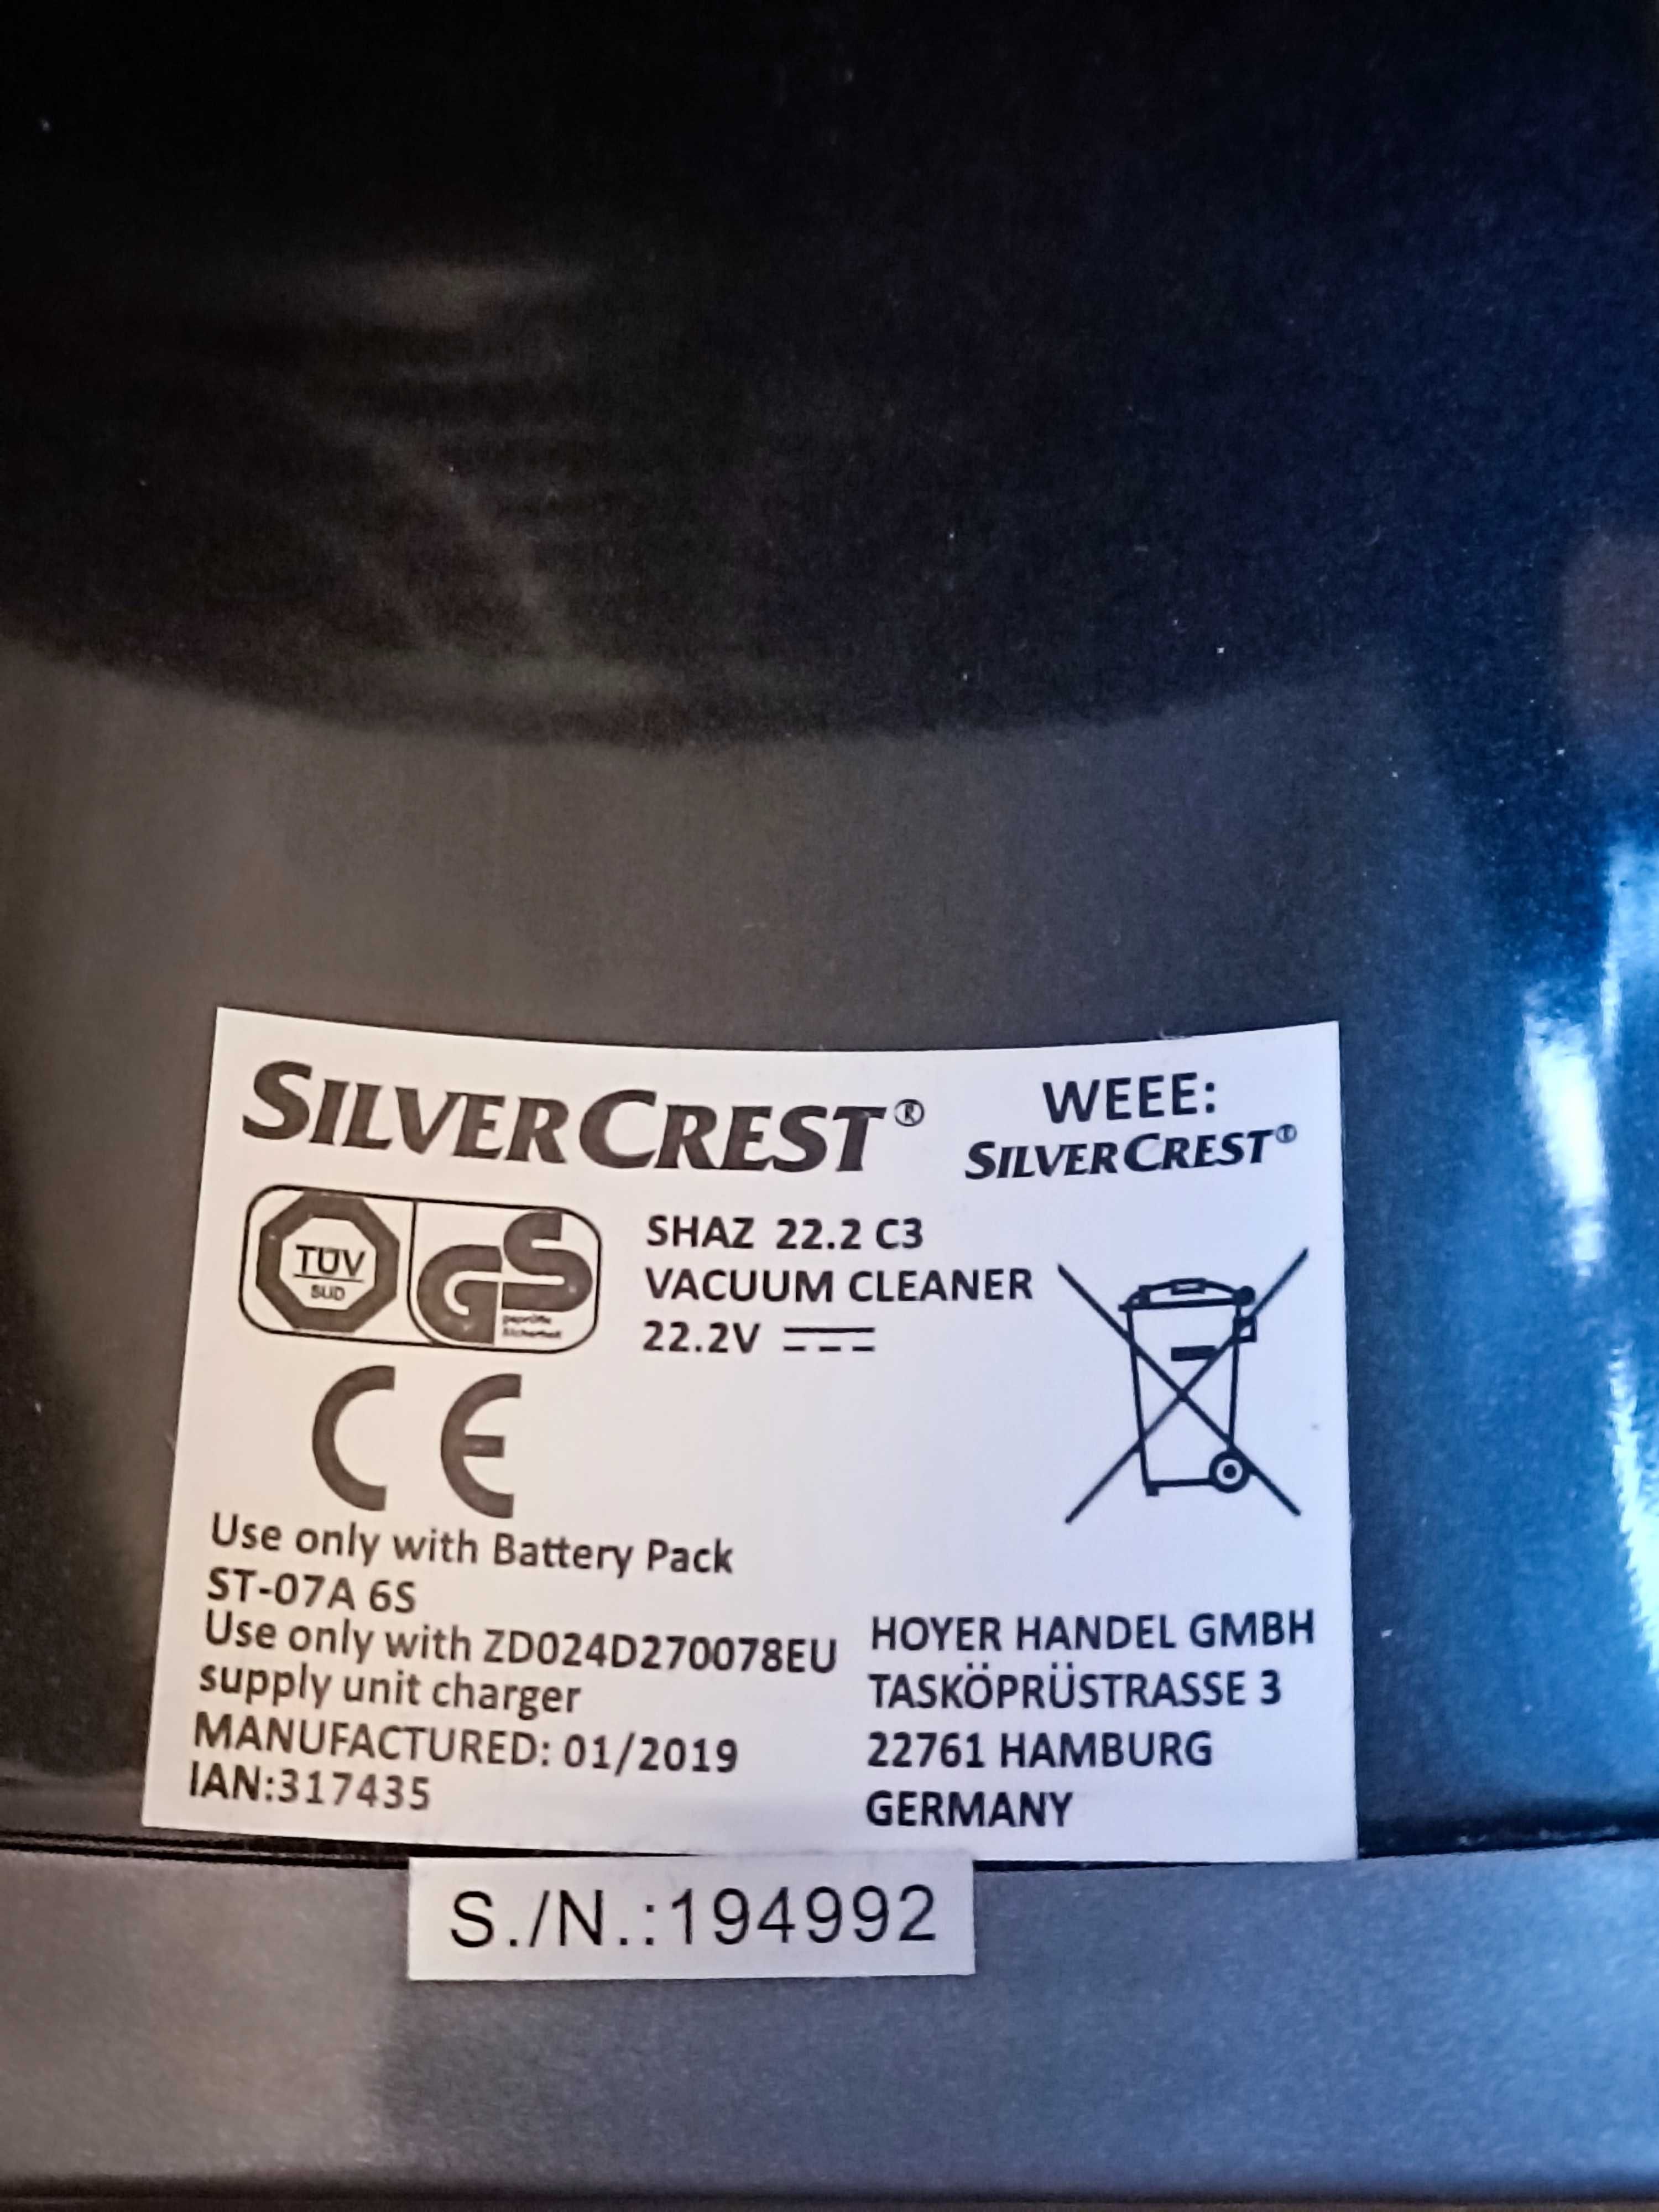 SILVERCREST®
WEEE:
SILVERCREST®
TÜV
SÜD
GS
geprüfte
Sicherheit
SHAZ 22.2 C3
VACUUM CLEANER
22.2V
CE
Use only with Battery Pack
ST-07A 6S
Use only with ZD024D270078EU
supply unit charger
MANUFACTURED: 01/2019
IAN:317435
HOYER HANDEL GMBH
TASKÖPRÜSTRASSE 3
22761 HAMBURG
GERMANY
S./N.:194992